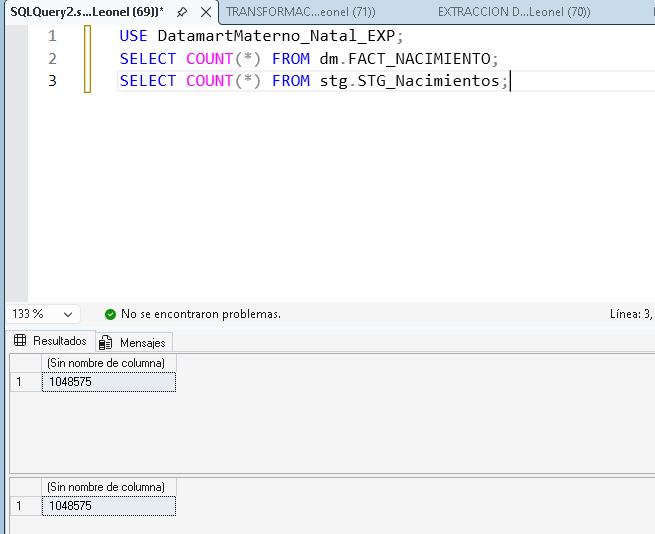 SQLQuery2.s...Leonel (69))* TRANSFORMAC...eonel (71)) EXTRACCION D...Leonel (70))
1 USE DatamartMaterno_Natal_EXP;
2 SELECT COUNT(*) FROM dm.FACT_NACIMIENTO;
3 SELECT COUNT(*) FROM stg.STG_Nacimientos;
133 % No se encontraron problemas. Línea: 3,
Resultados Mensajes
(Sin nombre de columna)
1 1048575
(Sin nombre de columna)
1 1048575